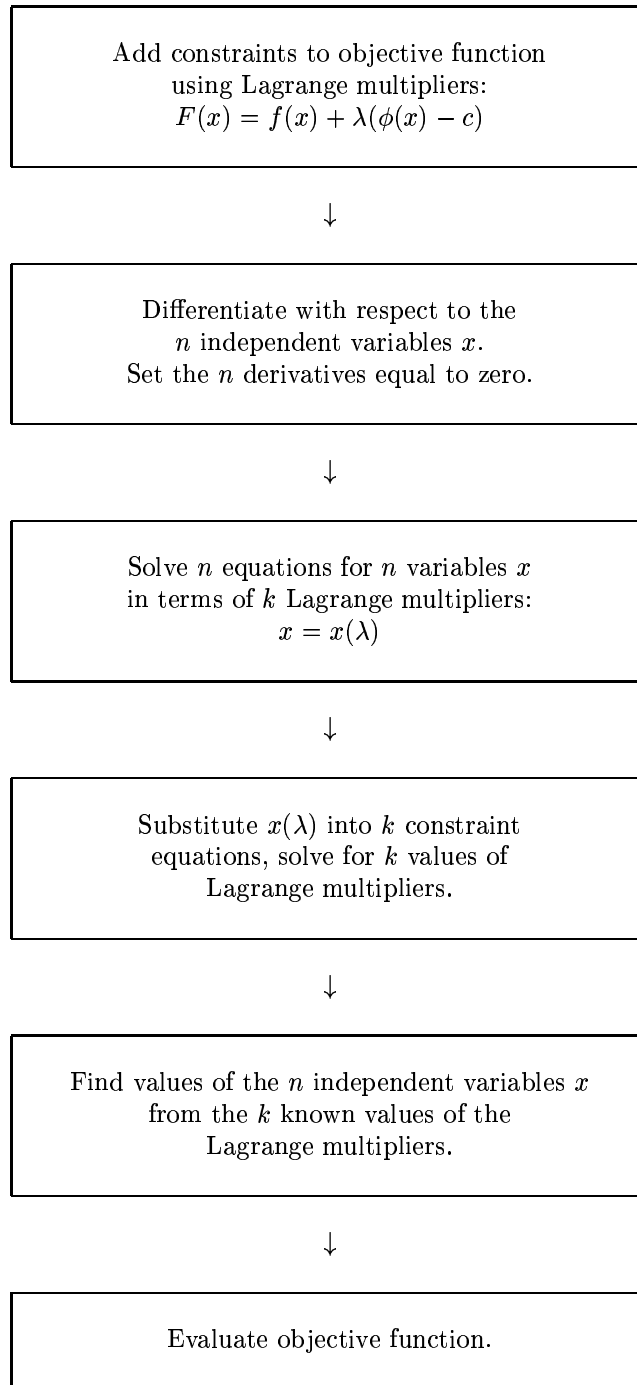 Add constraints to objective function
using Lagrange multipliers:
F(x) = f(x) + λ(ϕ(x) − c)
↓
Differentiate with respect to the
n independent variables x.
Set the n derivatives equal to zero.
↓
Solve n equations for n variables x
in terms of k Lagrange multipliers:
x = x(λ)
↓
Substitute x(λ) into k constraint
equations, solve for k values of
Lagrange multipliers.
↓
Find values of the n independent variables x
from the k known values of the
Lagrange multipliers.
↓
Evaluate objective function.